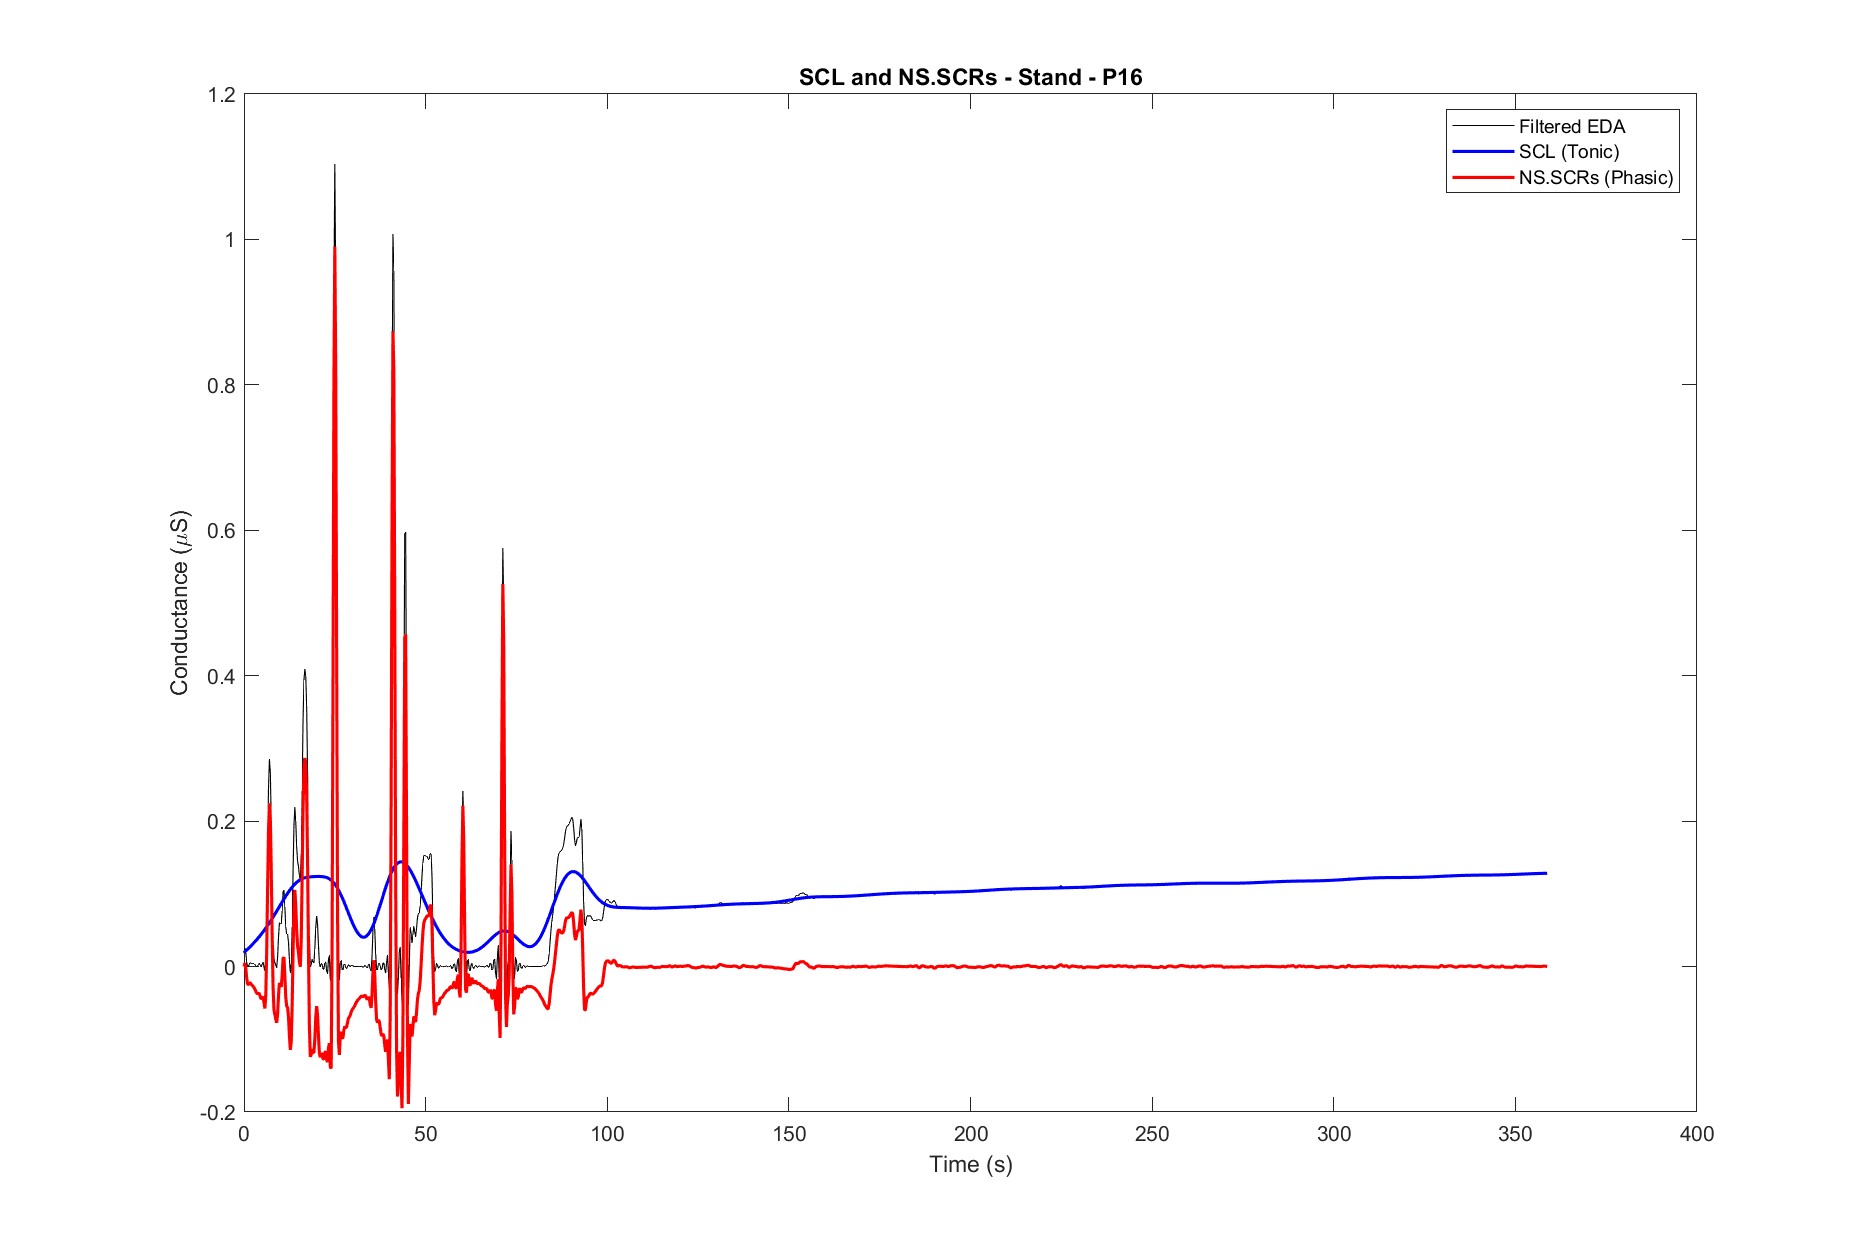 SCL and NS.SCRs - Stand - P16
1.2
1
0.8
0.6
0.4
0.2
0
-0.2
Conductance (μS)
Filtered EDA
SCL (Tonic)
NS.SCRs (Phasic)
0 50 100 150 200 250 300 350 400
Time (s)